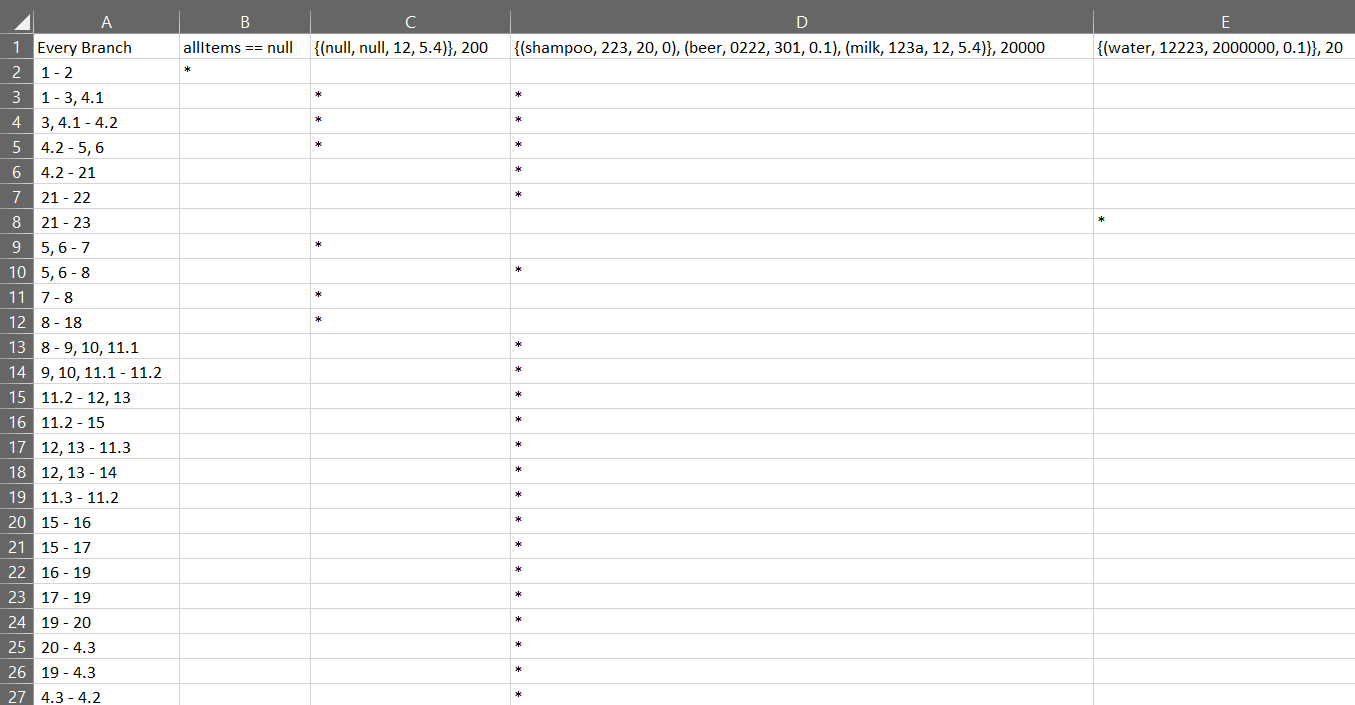 A B C D E
1 Every Branch allItems == null {(null, null, 12, 5.4)}, 200 {(shampoo, 223, 20, 0), (beer, 0222, 301, 0.1), (milk, 123a, 12, 5.4)}, 20000 {(water, 12223, 2000000, 0.1)}, 20
2 1 - 2 *
3 1 - 3, 4.1 * *
4 3, 4.1 - 4.2 * *
5 4.2 - 5, 6 * *
6 4.2 - 21 *
7 21 - 22 *
8 21 - 23 *
9 5, 6 - 7 *
10 5, 6 - 8 *
11 7 - 8 *
12 8 - 18 *
13 8 - 9, 10, 11.1 *
14 9, 10, 11.1 - 11.2 *
15 11.2 - 12, 13 *
16 11.2 - 15 *
17 12, 13 - 11.3 *
18 12, 13 - 14 *
19 11.3 - 11.2 *
20 15 - 16 *
21 15 - 17 *
22 16 - 19 *
23 17 - 19 *
24 19 - 20 *
25 20 - 4.3 *
26 19 - 4.3 *
27 4.3 - 4.2 *